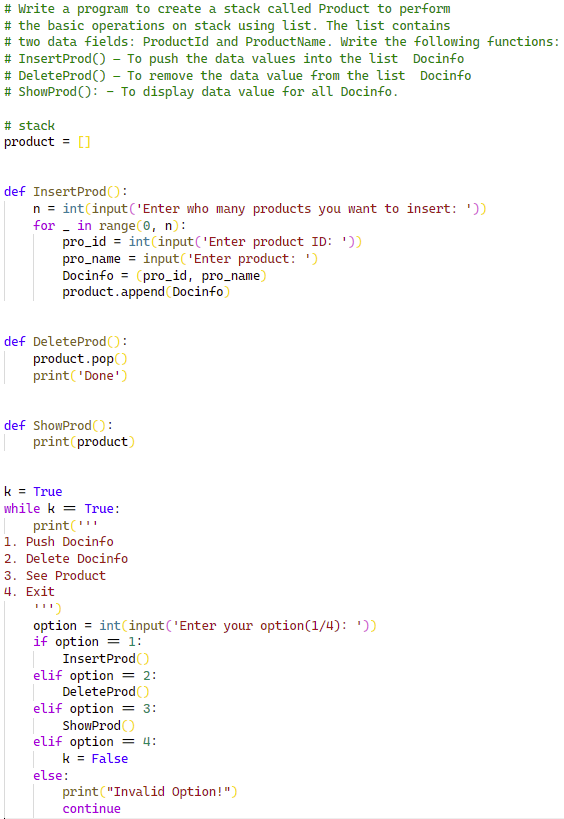 # Write a program to create a stack called Product to perform
# the basic operations on stack using list. The list contains
# two data fields: ProductId and ProductName. Write the following functions:
# InsertProd() – To push the data values into the list  Docinfo
# DeleteProd() – To remove the data value from the list  Docinfo
# ShowProd(): – To display data value for all Docinfo.

# stack
product = []


def InsertProd():
    n = int(input('Enter who many products you want to insert: '))
    for _ in range(0, n):
        pro_id = int(input('Enter product ID: '))
        pro_name = input('Enter product: ')
        Docinfo = (pro_id, pro_name)
        product.append(Docinfo)


def DeleteProd():
    product.pop()
    print('Done')


def ShowProd():
    print(product)


k = True
while k == True:
    print('''
1. Push Docinfo
2. Delete Docinfo
3. See Product
4. Exit
    ''')
    option = int(input('Enter your option(1/4): '))
    if option == 1:
        InsertProd()
    elif option == 2:
        DeleteProd()
    elif option == 3:
        ShowProd()
    elif option == 4:
        k = False
    else:
        print("Invalid Option!")
        continue